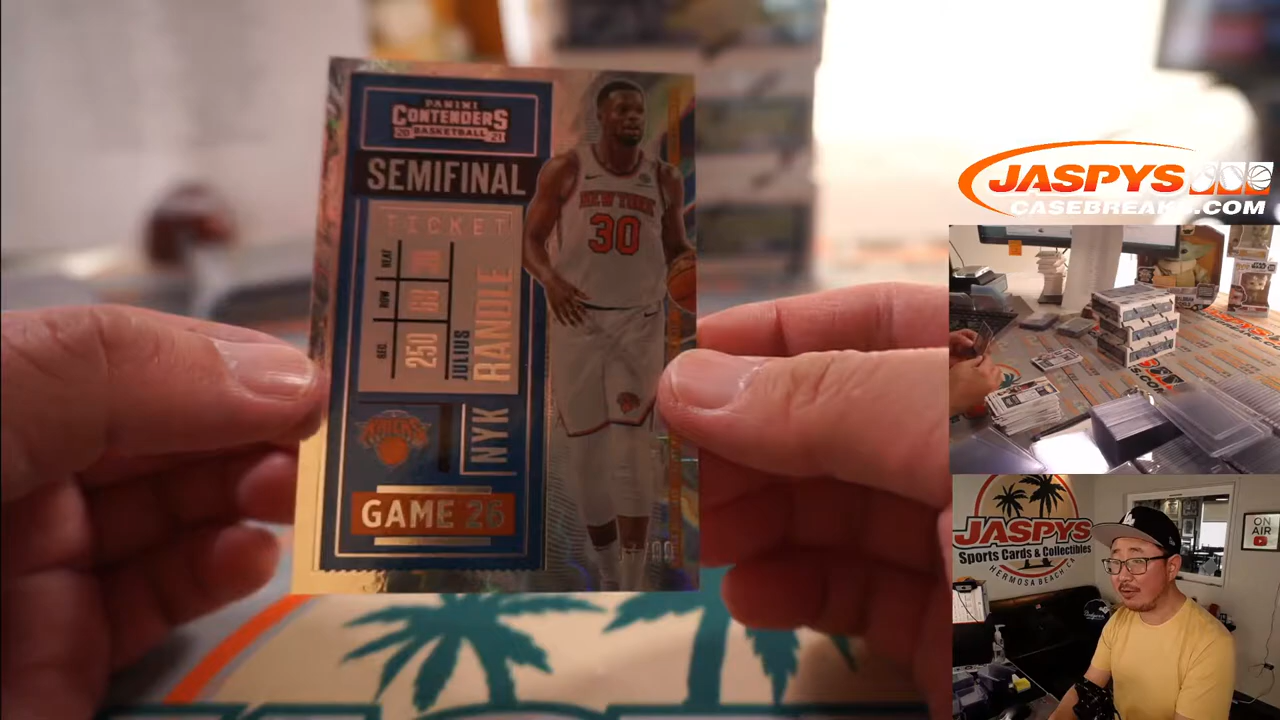 PANINI
CONTENDERS
20 BASKETBALL 21
SEMIFINAL
TICKET
SEAT
ROW
SEC.
250
JULIUS
RANDLE
NYK
KNICKS
GAME 26
NEW YORK
30
JASPYS
CASEBREAKS.COM
JASPYS
Sports Cards & Collectibles
HERMOSA BEACH, CA
ON
AIR